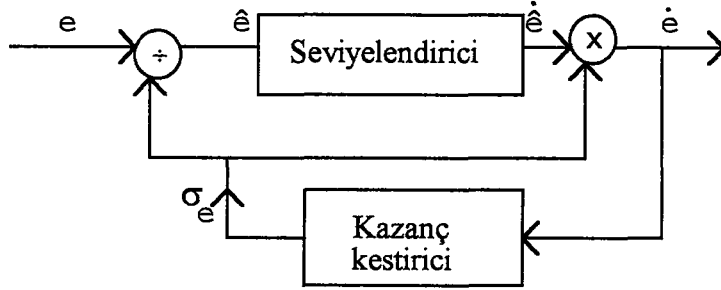 e
÷
ê
Seviyelendirici
ê̇
x
ė
σe
Kazanç
kestirici